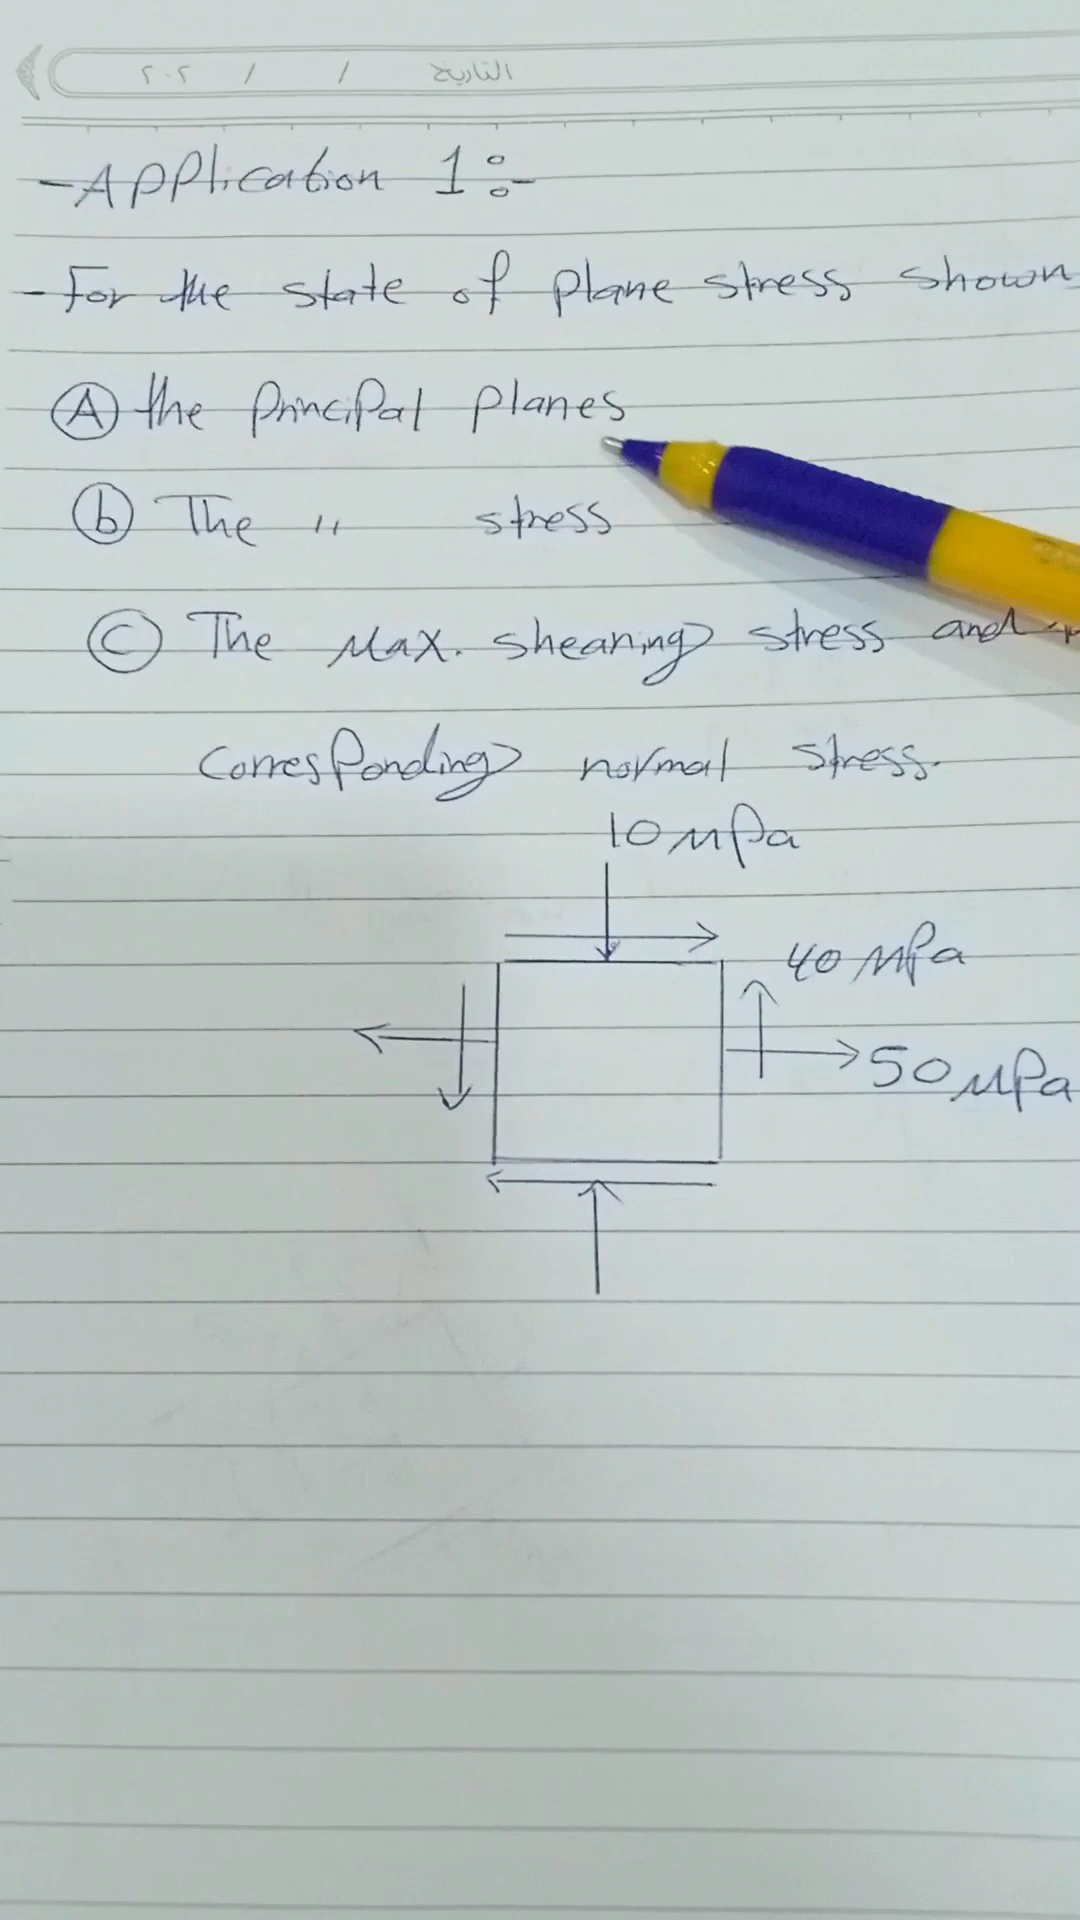 التاريخ / / ٢٠٢
-Application 1:-
-For the state of plane stress shown
(A) the principal planes
(b) The " stress
(C) The Max. shearing stress and
corresponding normal stress.
10 MPa
40 MPa
50 MPa